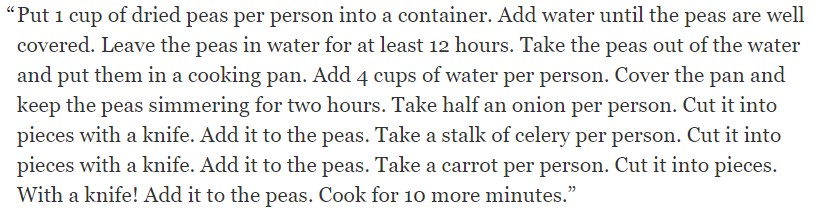 “Put 1 cup of dried peas per person into a container. Add water until the peas are well
covered. Leave the peas in water for at least 12 hours. Take the peas out of the water
and put them in a cooking pan. Add 4 cups of water per person. Cover the pan and
keep the peas simmering for two hours. Take half an onion per person. Cut it into
pieces with a knife. Add it to the peas. Take a stalk of celery per person. Cut it into
pieces with a knife. Add it to the peas. Take a carrot per person. Cut it into pieces.
With a knife! Add it to the peas. Cook for 10 more minutes.”